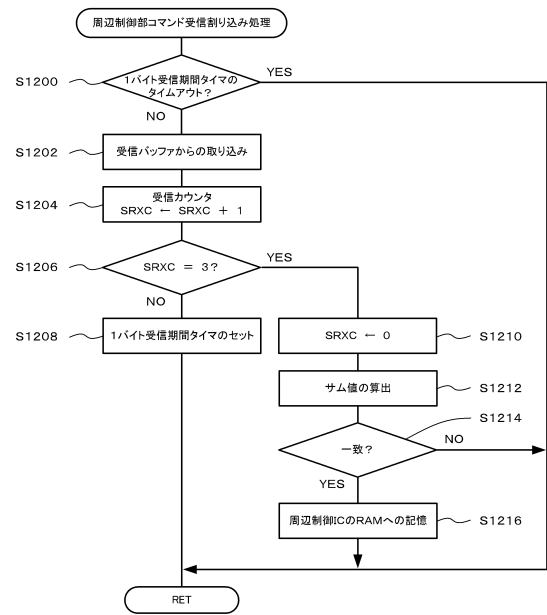 周辺制御部コマンド受信割り込み処理
S1200
1バイト受信期間タイマの
タイムアウト?
YES
NO
S1202
受信バッファからの取り込み
S1204
受信カウンタ
SRXC ← SRXC + 1
S1206
SRXC = 3?
YES
NO
S1208
1バイト受信期間タイマのセット
SRXC ← 0
S1210
サム値の算出
S1212
S1214
一致?
NO
YES
周辺制御ICのRAMへの記憶
S1216
RET